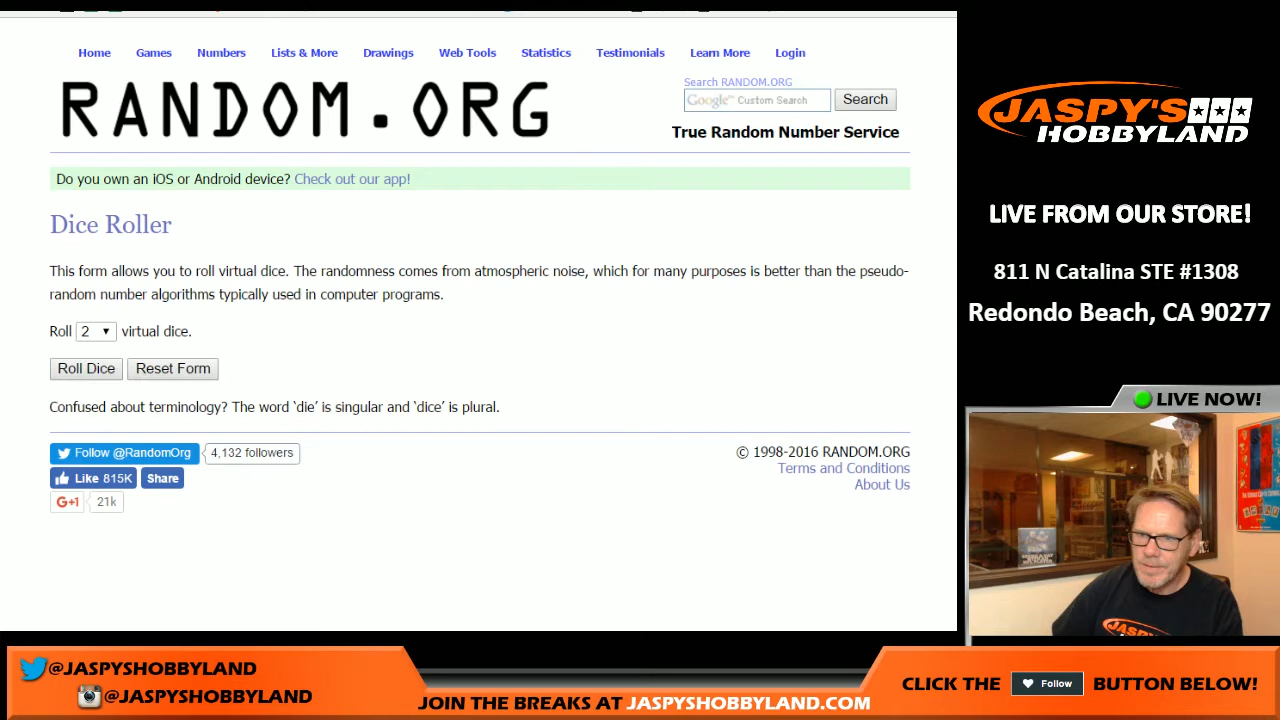 Home Games Numbers Lists & More Drawings Web Tools Statistics Testimonials Learn More Login
RANDOM.ORG
Search RANDOM.ORG
Google™ Custom Search Search
True Random Number Service
Do you own an iOS or Android device? Check out our app!
Dice Roller
This form allows you to roll virtual dice. The randomness comes from atmospheric noise, which for many purposes is better than the pseudo-
random number algorithms typically used in computer programs.
Roll 2 virtual dice.
Roll Dice Reset Form
Confused about terminology? The word ‘die’ is singular and ‘dice’ is plural.
Follow @RandomOrg 4,132 followers
Like 815K Share
G+1 21k
© 1998-2016 RANDOM.ORG
Terms and Conditions
About Us
JASPY'S
HOBBYLAND
LIVE FROM OUR STORE!
811 N Catalina STE #1308
Redondo Beach, CA 90277
LIVE NOW!
@JASPYSHOBBYLAND
@JASPYSHOBBYLAND
JOIN THE BREAKS AT JASPYSHOBBYLAND.COM
CLICK THE Follow BUTTON BELOW!